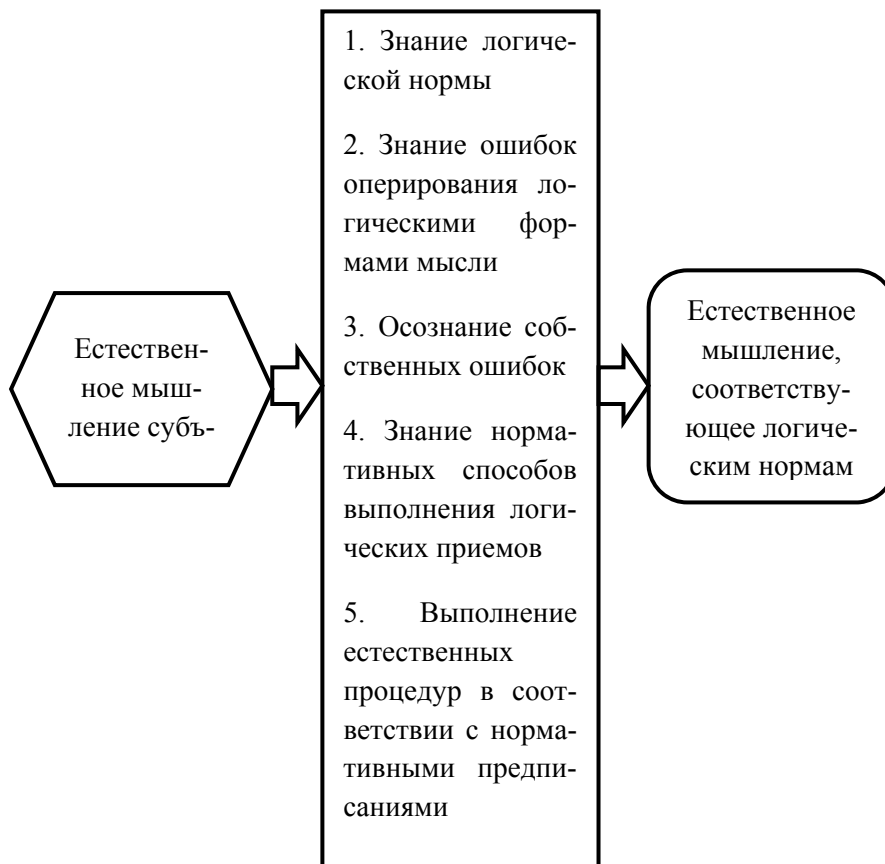 Естествен-
ное мыш-
ление субъ-
1. Знание логиче-
ской нормы
2. Знание ошибок
оперирования ло-
гическими фор-
мами мысли
3. Осознание соб-
ственных ошибок
4. Знание норма-
тивных способов
выполнения логи-
ческих приемов
5. Выполнение
естественных
процедур в соот-
ветствии с норма-
тивными предпи-
саниями
Естественное
мышление,
соответству-
ющее логиче-
ским нормам